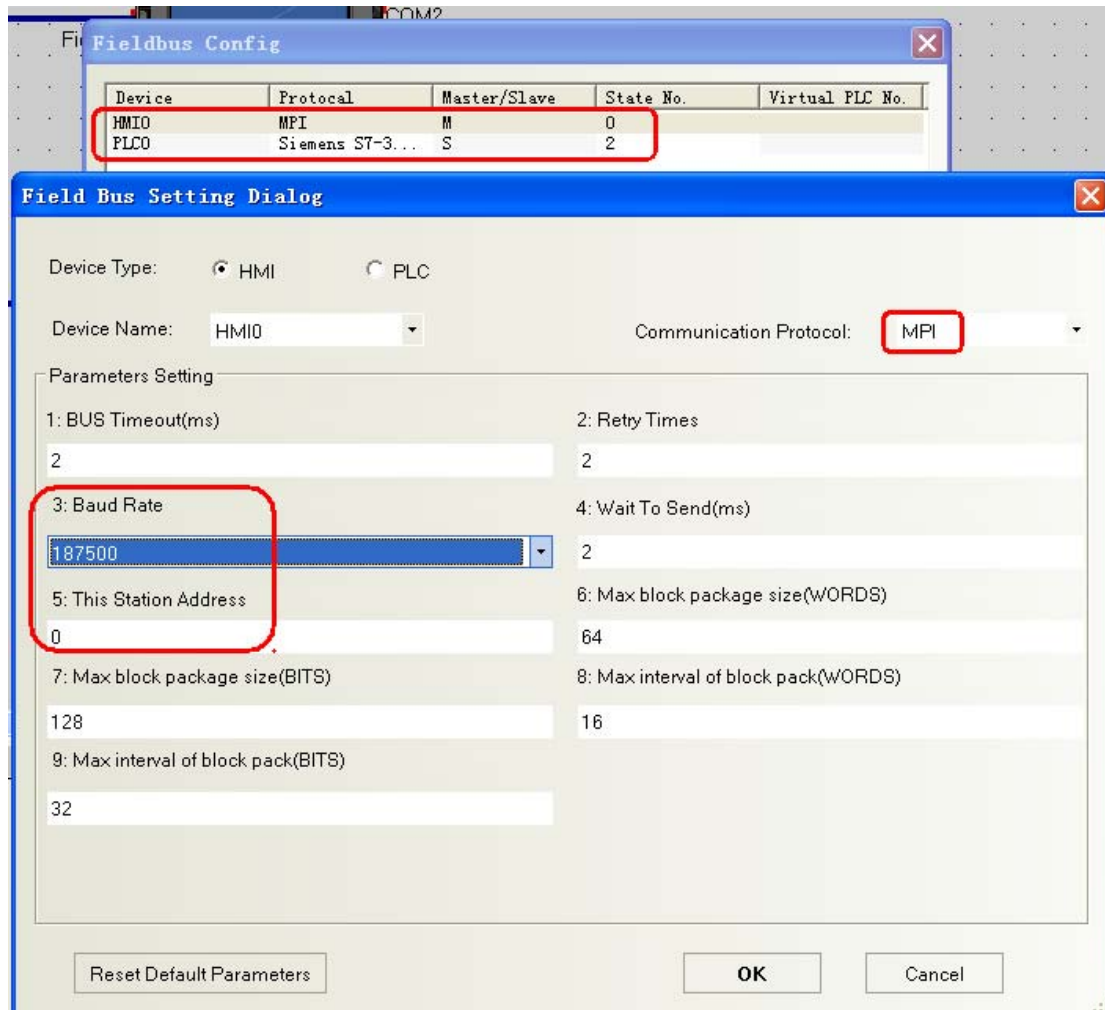 COM2
Fi
Fieldbus Config
Device Protocal Master/Slave State No. Virtual PLC No.
HMI0 MPI M 0
PLC0 Siemens S7-3... S 2
Field Bus Setting Dialog
Device Type: HMI PLC
Device Name: HMI0 Communication Protocol: MPI
Parameters Setting
1: BUS Timeout(ms) 2: Retry Times
2 2
3: Baud Rate 4: Wait To Send(ms)
187500 2
5: This Station Address 6: Max block package size(WORDS)
0 64
7: Max block package size(BITS) 8: Max interval of block pack(WORDS)
128 16
9: Max interval of block pack(BITS)
32
Reset Default Parameters OK Cancel